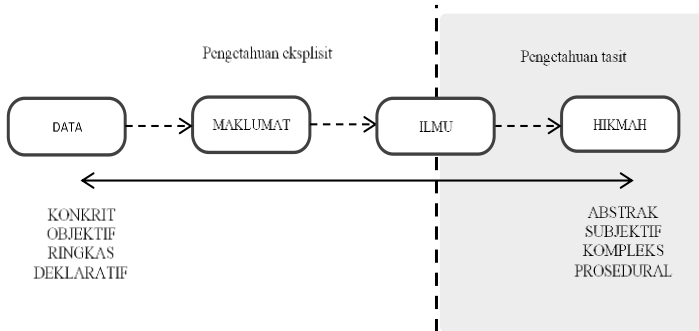 Pengetahuan eksplisit
Pengetahuan tasit
DATA
MAKLUMAT
ILMU
HIKMAH
KONKRIT
OBJEKTIF
RINGKAS
DEKLARATIF
ABSTRAK
SUBJEKTIF
KOMPLEKS
PROSEDURAL